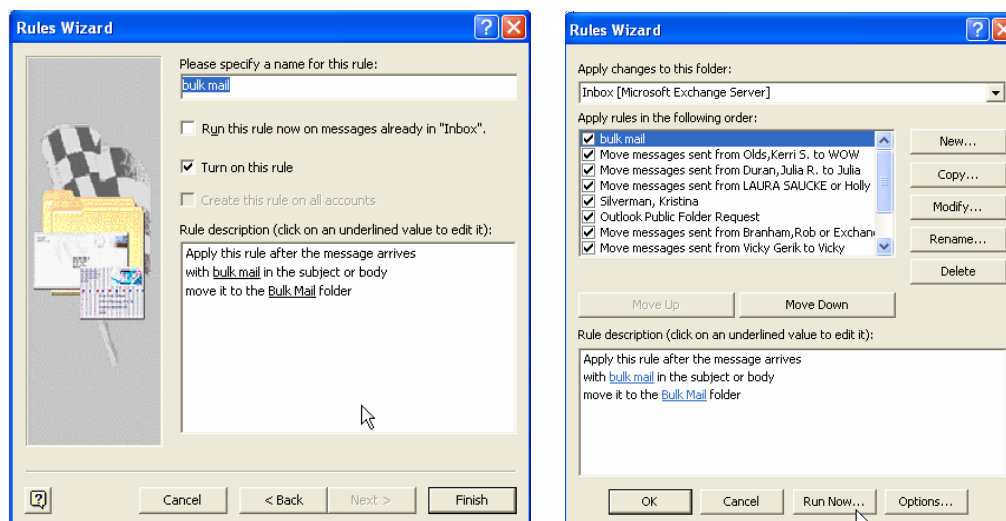 Rules Wizard
Please specify a name for this rule:
bulk mail
Run this rule now on messages already in "Inbox".
Turn on this rule
Create this rule on all accounts
Rule description (click on an underlined value to edit it):
Apply this rule after the message arrives
with bulk mail in the subject or body
move it to the Bulk Mail folder
Cancel
< Back
Next >
Finish
Rules Wizard
Apply changes to this folder:
Inbox [Microsoft Exchange Server]
Apply rules in the following order:
bulk mail
Move messages sent from Olds,Kerri S. to WOW
Move messages sent from Duran,Julia R. to Julia
Move messages sent from LAURA SAUCKE or Holly
Silverman, Kristina
Outlook Public Folder Request
Move messages sent from Branham,Rob or Exchan
Move messages sent from Vicky Gerik to Vicky
New...
Copy...
Modify...
Rename...
Delete
Move Up
Move Down
Rule description (click on an underlined value to edit it):
Apply this rule after the message arrives
with bulk mail in the subject or body
move it to the Bulk Mail folder
OK
Cancel
Run Now...
Options...